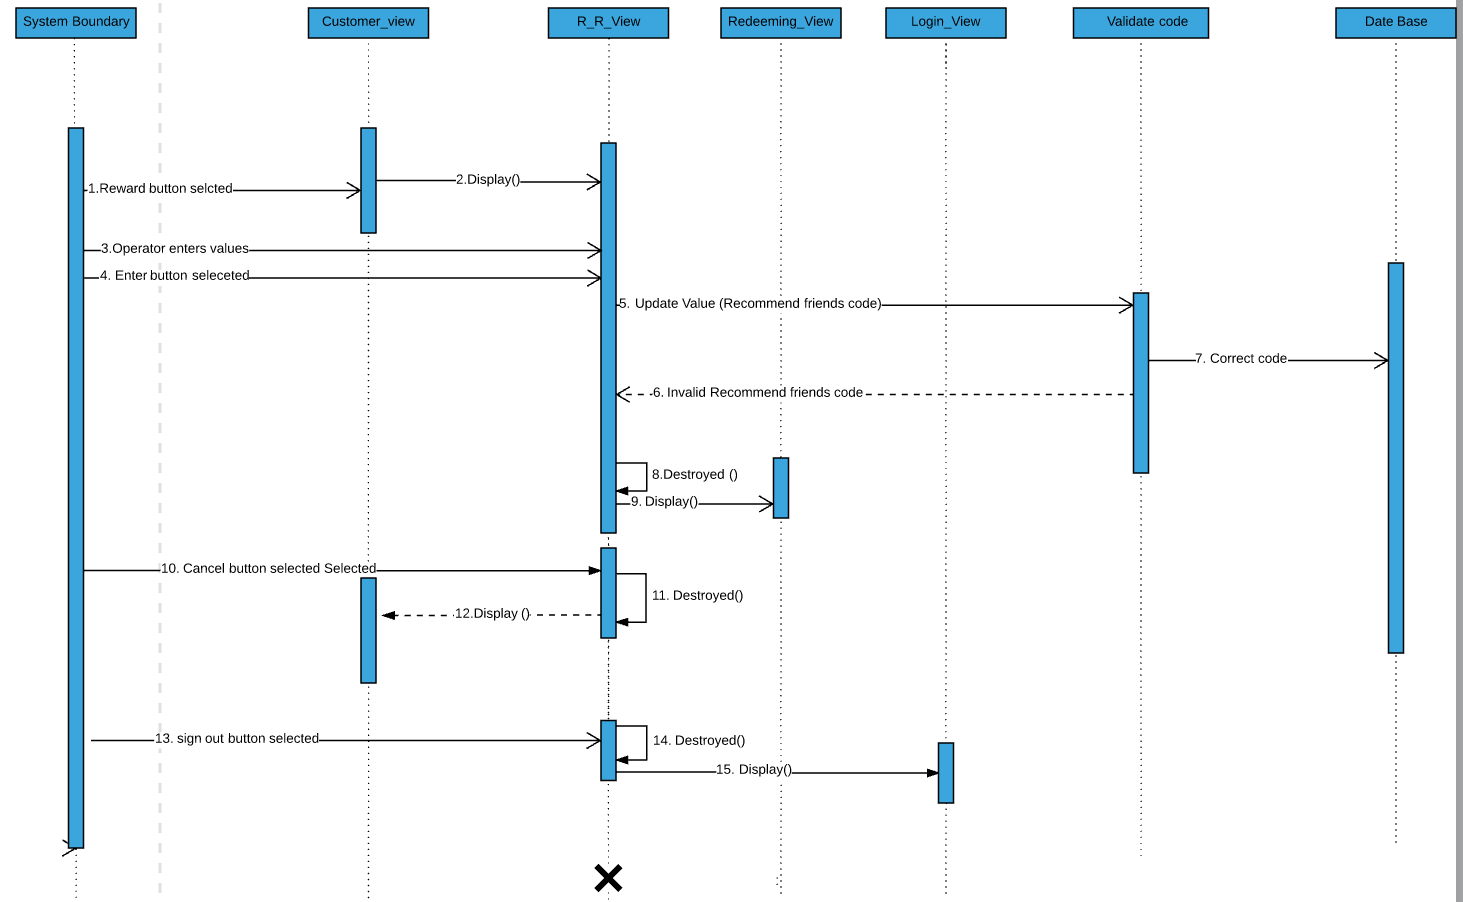 System Boundary
Customer_view
R_R_View
Redeeming_View
Login_View
Validate code
Date Base
1.Reward button selcted
2.Display()
3.Operator enters values
4. Enter button seleceted
5. Update Value (Recommend friends code)
7. Correct code
6. Invalid Recommend friends code
8.Destroyed ()
9. Display()
10. Cancel button selected Selected
11. Destroyed()
12.Display ()
13. sign out button selected
14. Destroyed()
15. Display()